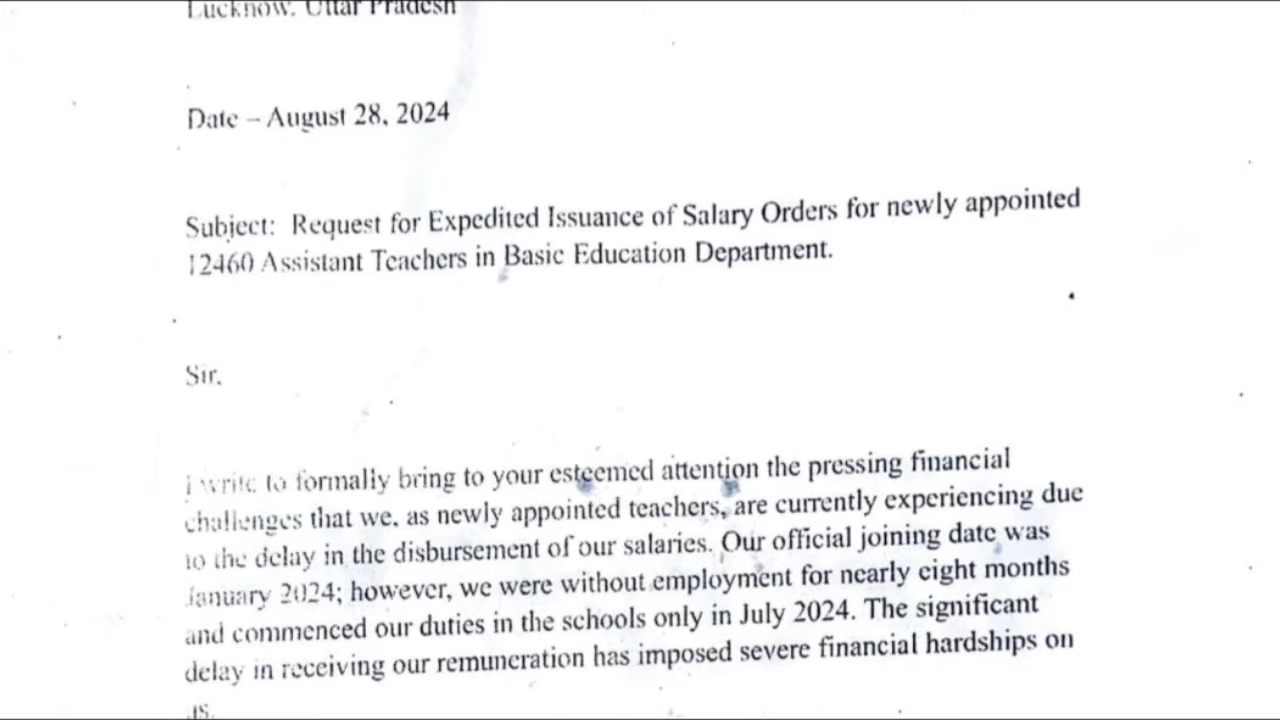 Lucknow. Uttar Pradesh
Date – August 28, 2024
Subject: Request for Expedited Issuance of Salary Orders for newly appointed
12460 Assistant Teachers in Basic Education Department.
Sir,
I write to formally bring to your esteemed attention the pressing financial
challenges that we, as newly appointed teachers, are currently experiencing due
to the delay in the disbursement of our salaries. Our official joining date was
January 2024; however, we were without employment for nearly eight months
and commenced our duties in the schools only in July 2024. The significant
delay in receiving our remuneration has imposed severe financial hardships on
us.